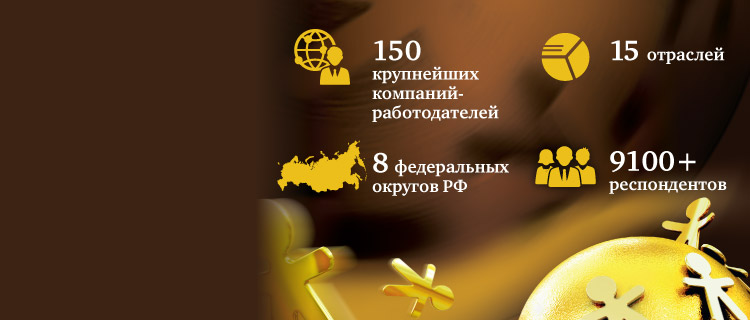 150
крупнейших
компаний-
работодателей
15 отраслей
8 федеральных
округов РФ
9100+
респондентов